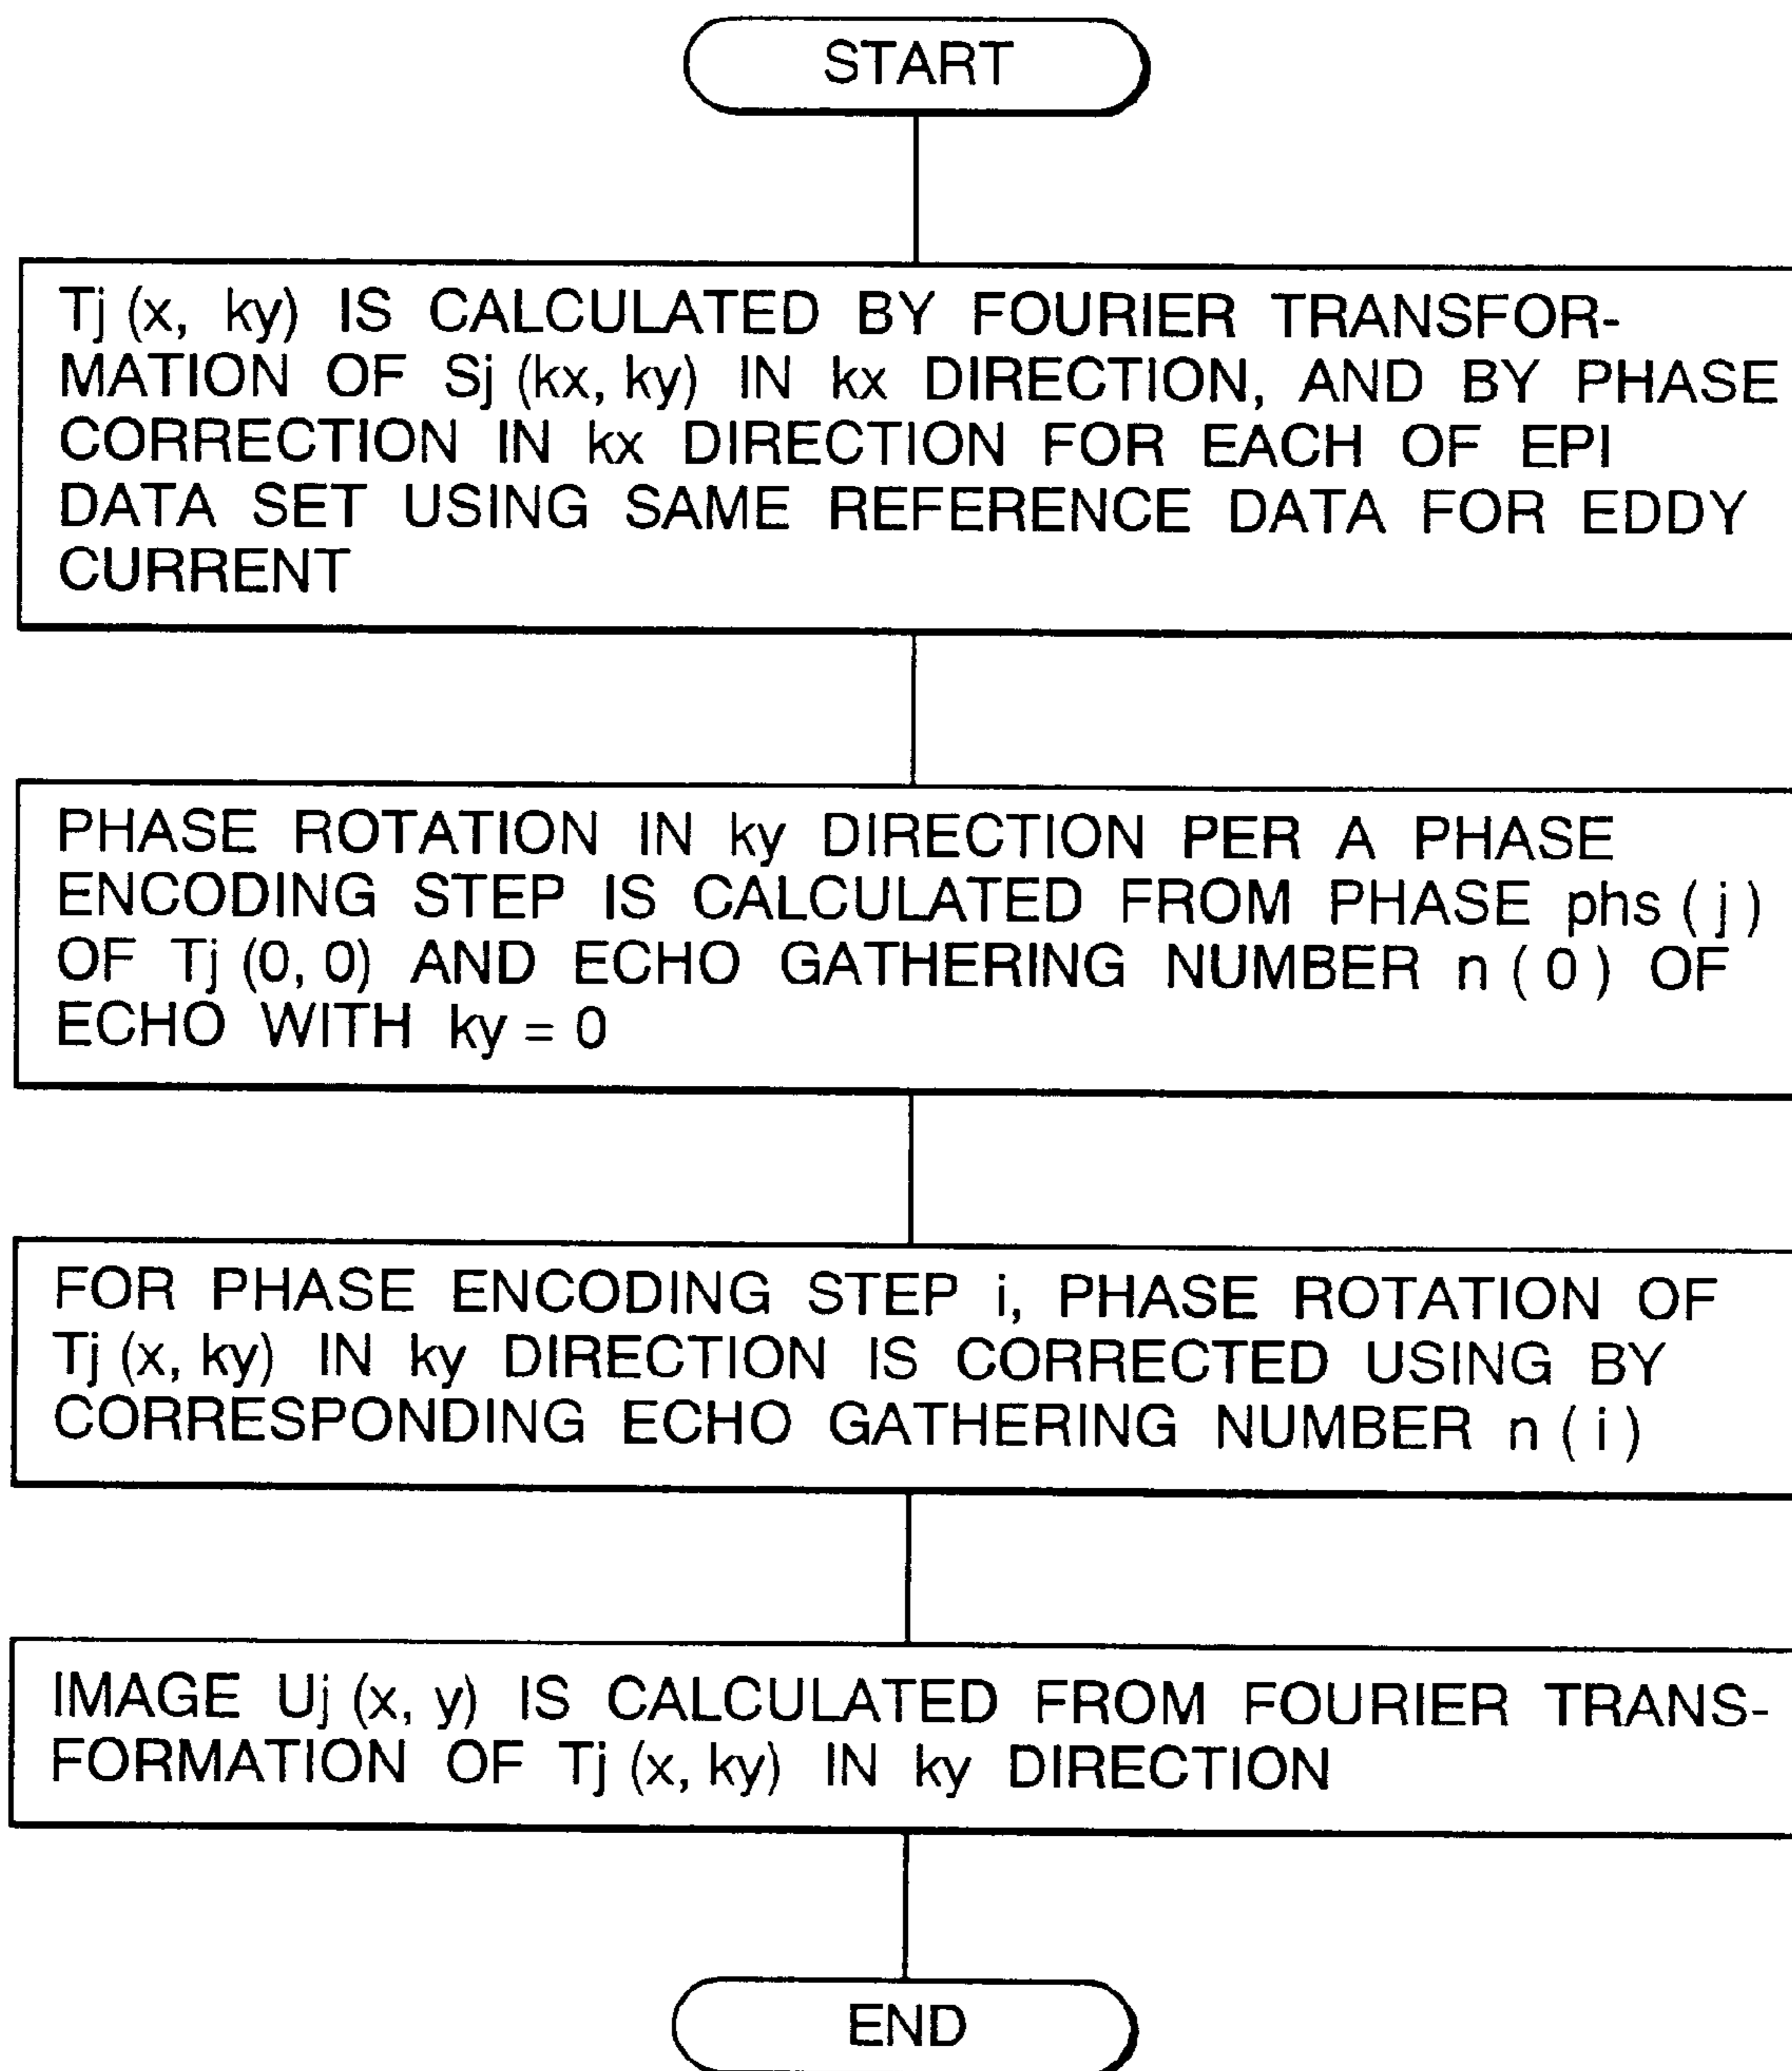 START
Tj (x, ky) IS CALCULATED BY FOURIER TRANSFOR-
MATION OF Sj (kx, ky) IN kx DIRECTION, AND BY PHASE
CORRECTION IN kx DIRECTION FOR EACH OF EPI
DATA SET USING SAME REFERENCE DATA FOR EDDY
CURRENT
PHASE ROTATION IN ky DIRECTION PER A PHASE
ENCODING STEP IS CALCULATED FROM PHASE phs ( j )
OF Tj (0, 0) AND ECHO GATHERING NUMBER n ( 0 ) OF
ECHO WITH ky = 0
FOR PHASE ENCODING STEP i, PHASE ROTATION OF
Tj (x, ky) IN ky DIRECTION IS CORRECTED USING BY
CORRESPONDING ECHO GATHERING NUMBER n ( i )
IMAGE Uj (x, y) IS CALCULATED FROM FOURIER TRANS-
FORMATION OF Tj (x, ky) IN ky DIRECTION
END